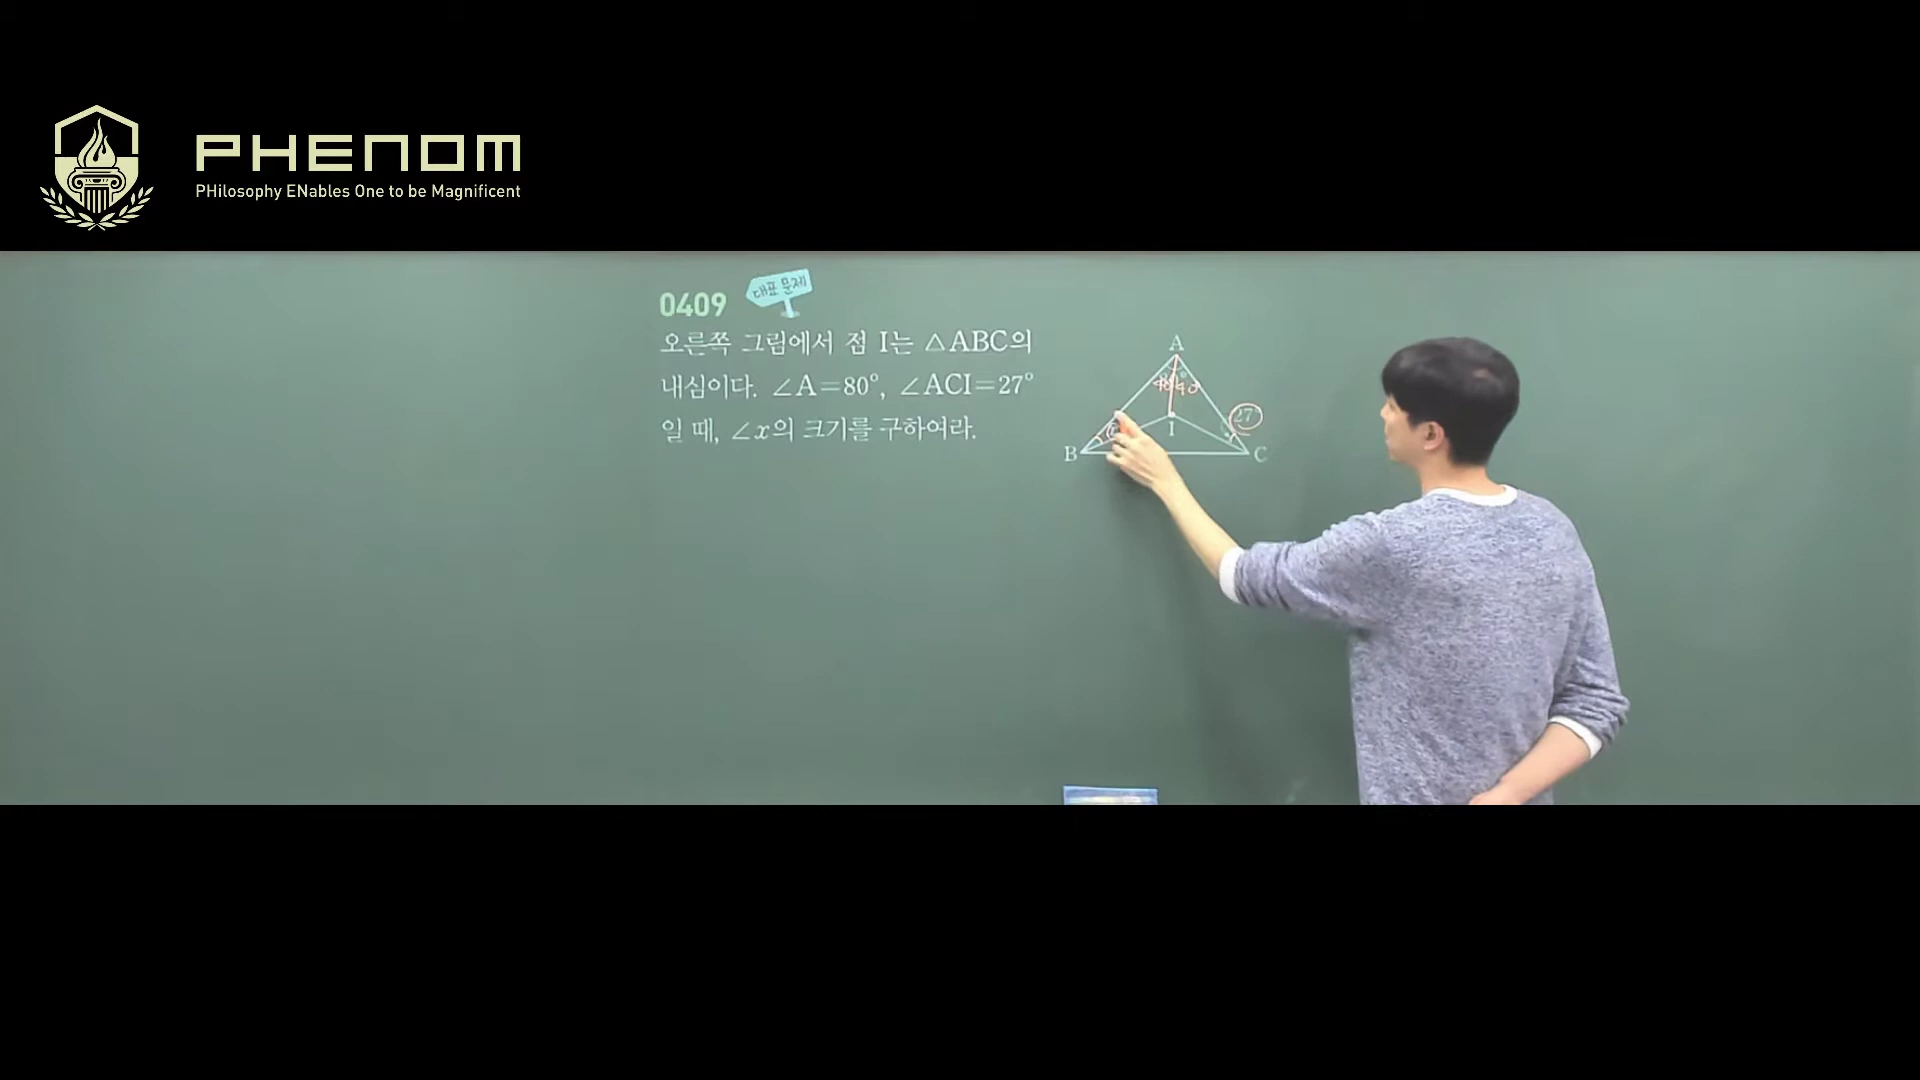 PHENOM
PHilosophy ENables One to be Magnificent
0409
대표 문제
오른쪽 그림에서 점 I는 △ABC의
내심이다. ∠A=80°, ∠ACI=27°
일 때, ∠x의 크기를 구하여라.
A
40 40
27
I
B
C